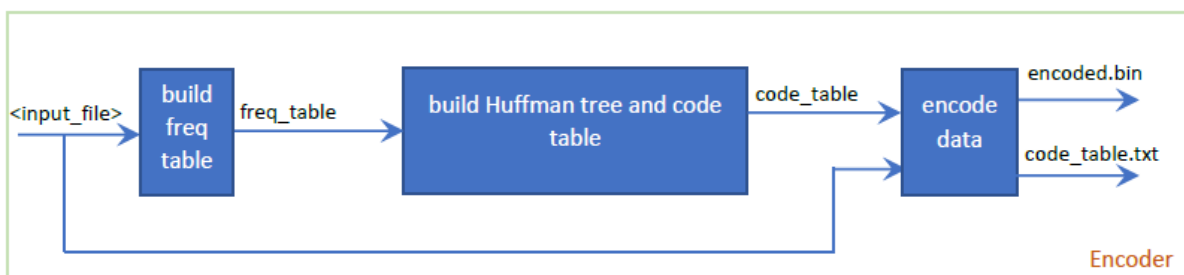 <input_file>
build
freq
table
freq_table
build Huffman tree and code
table
code_table
encode
data
encoded.bin
code_table.txt
Encoder